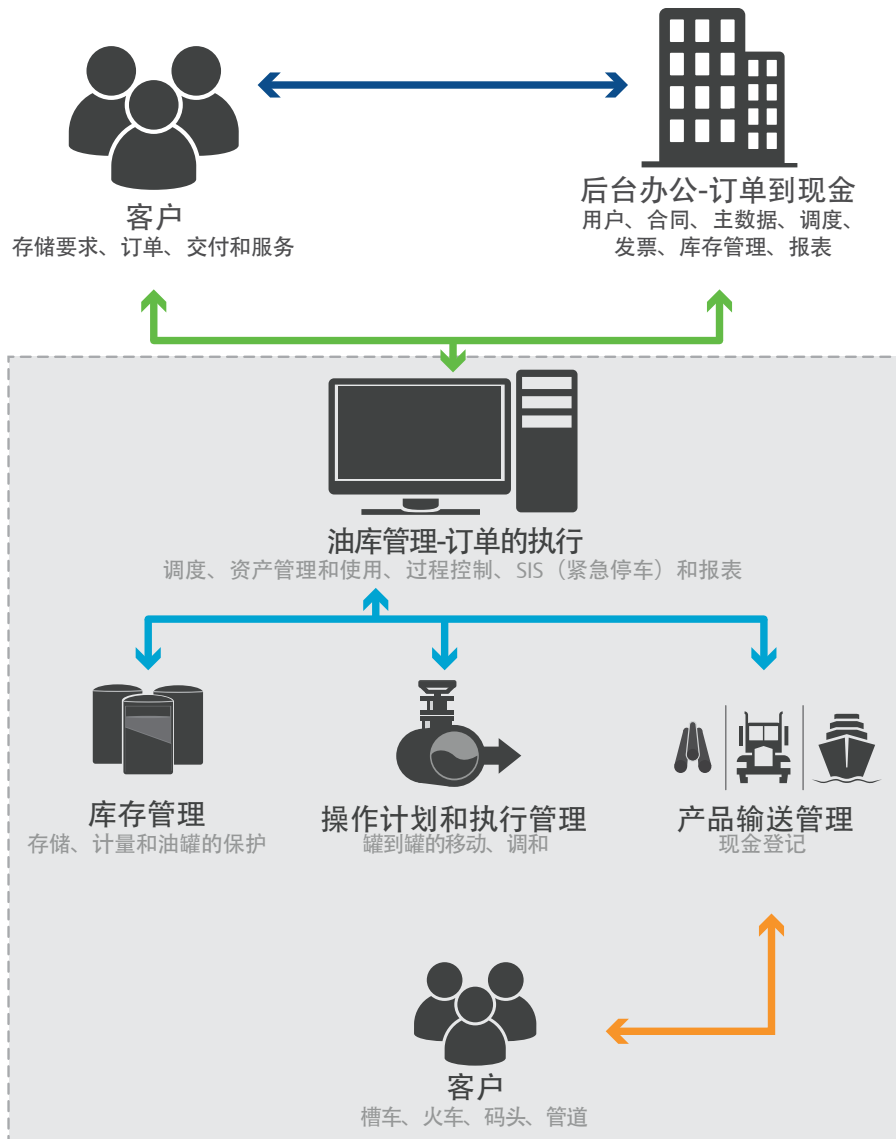 客户
存储要求、订单、交付和服务
后台办公-订单到现金
用户、合同、主数据、调度、
发票、库存管理、报表
油库管理-订单的执行
调度、资产管理和使用、过程控制、SIS（紧急停车）和报表
库存管理
存储、计量和油罐的保护
操作计划和执行管理
罐到罐的移动、调和
产品输送管理
现金登记
客户
槽车、火车、码头、管道